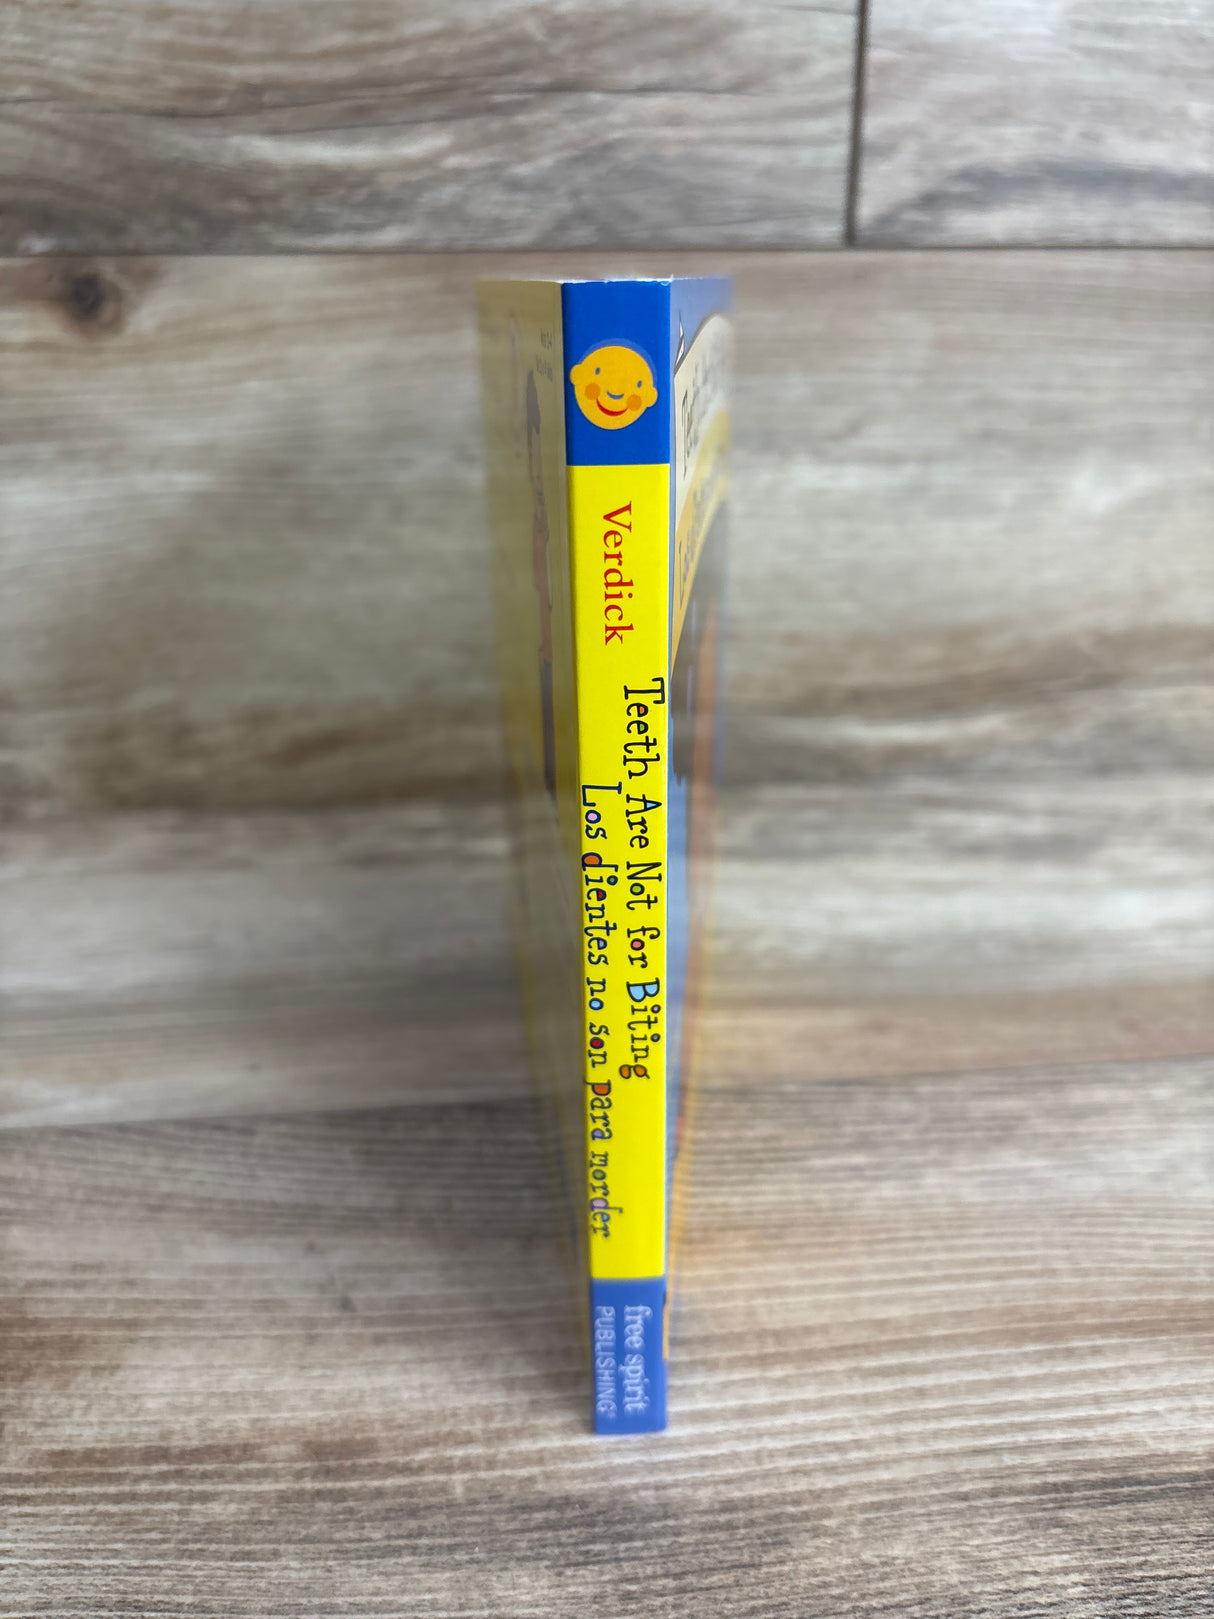 Verdick
Teeth Are Not for Biting
Los dientes no son para morder
free spirit
PUBLISHING®